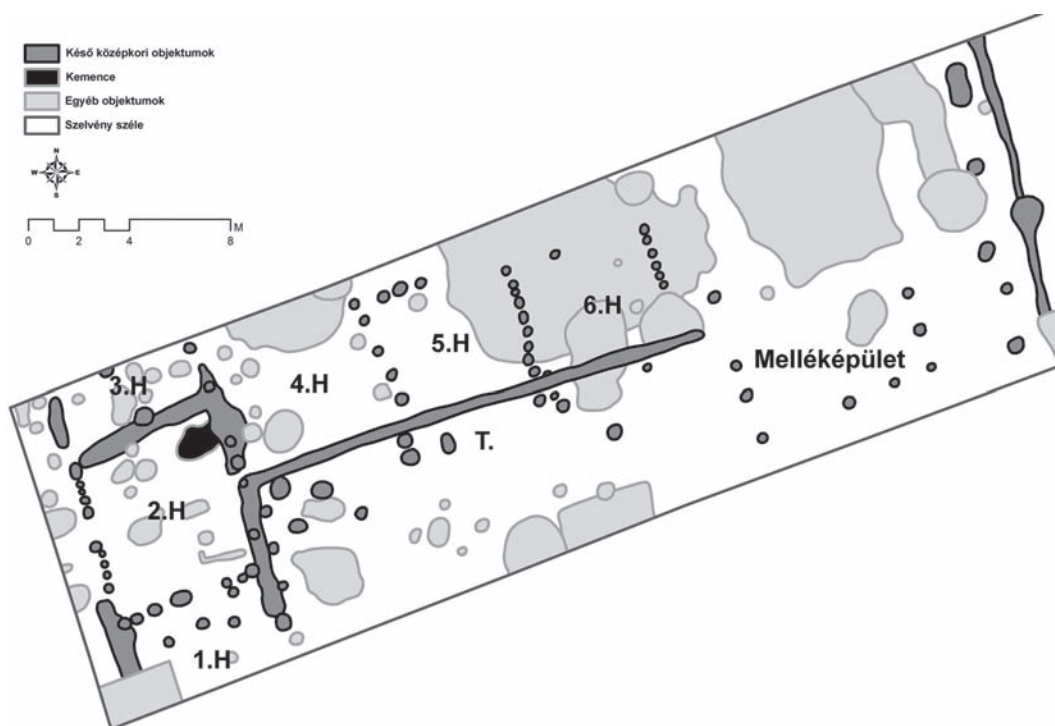 Késő középkori objektumok
Kemence
Egyéb objektumok
Szelvény széle
N
W E
S
M
0 2 4 8
3.H
4.H
5.H
6.H
Melléképület
T.
2.H
1.H